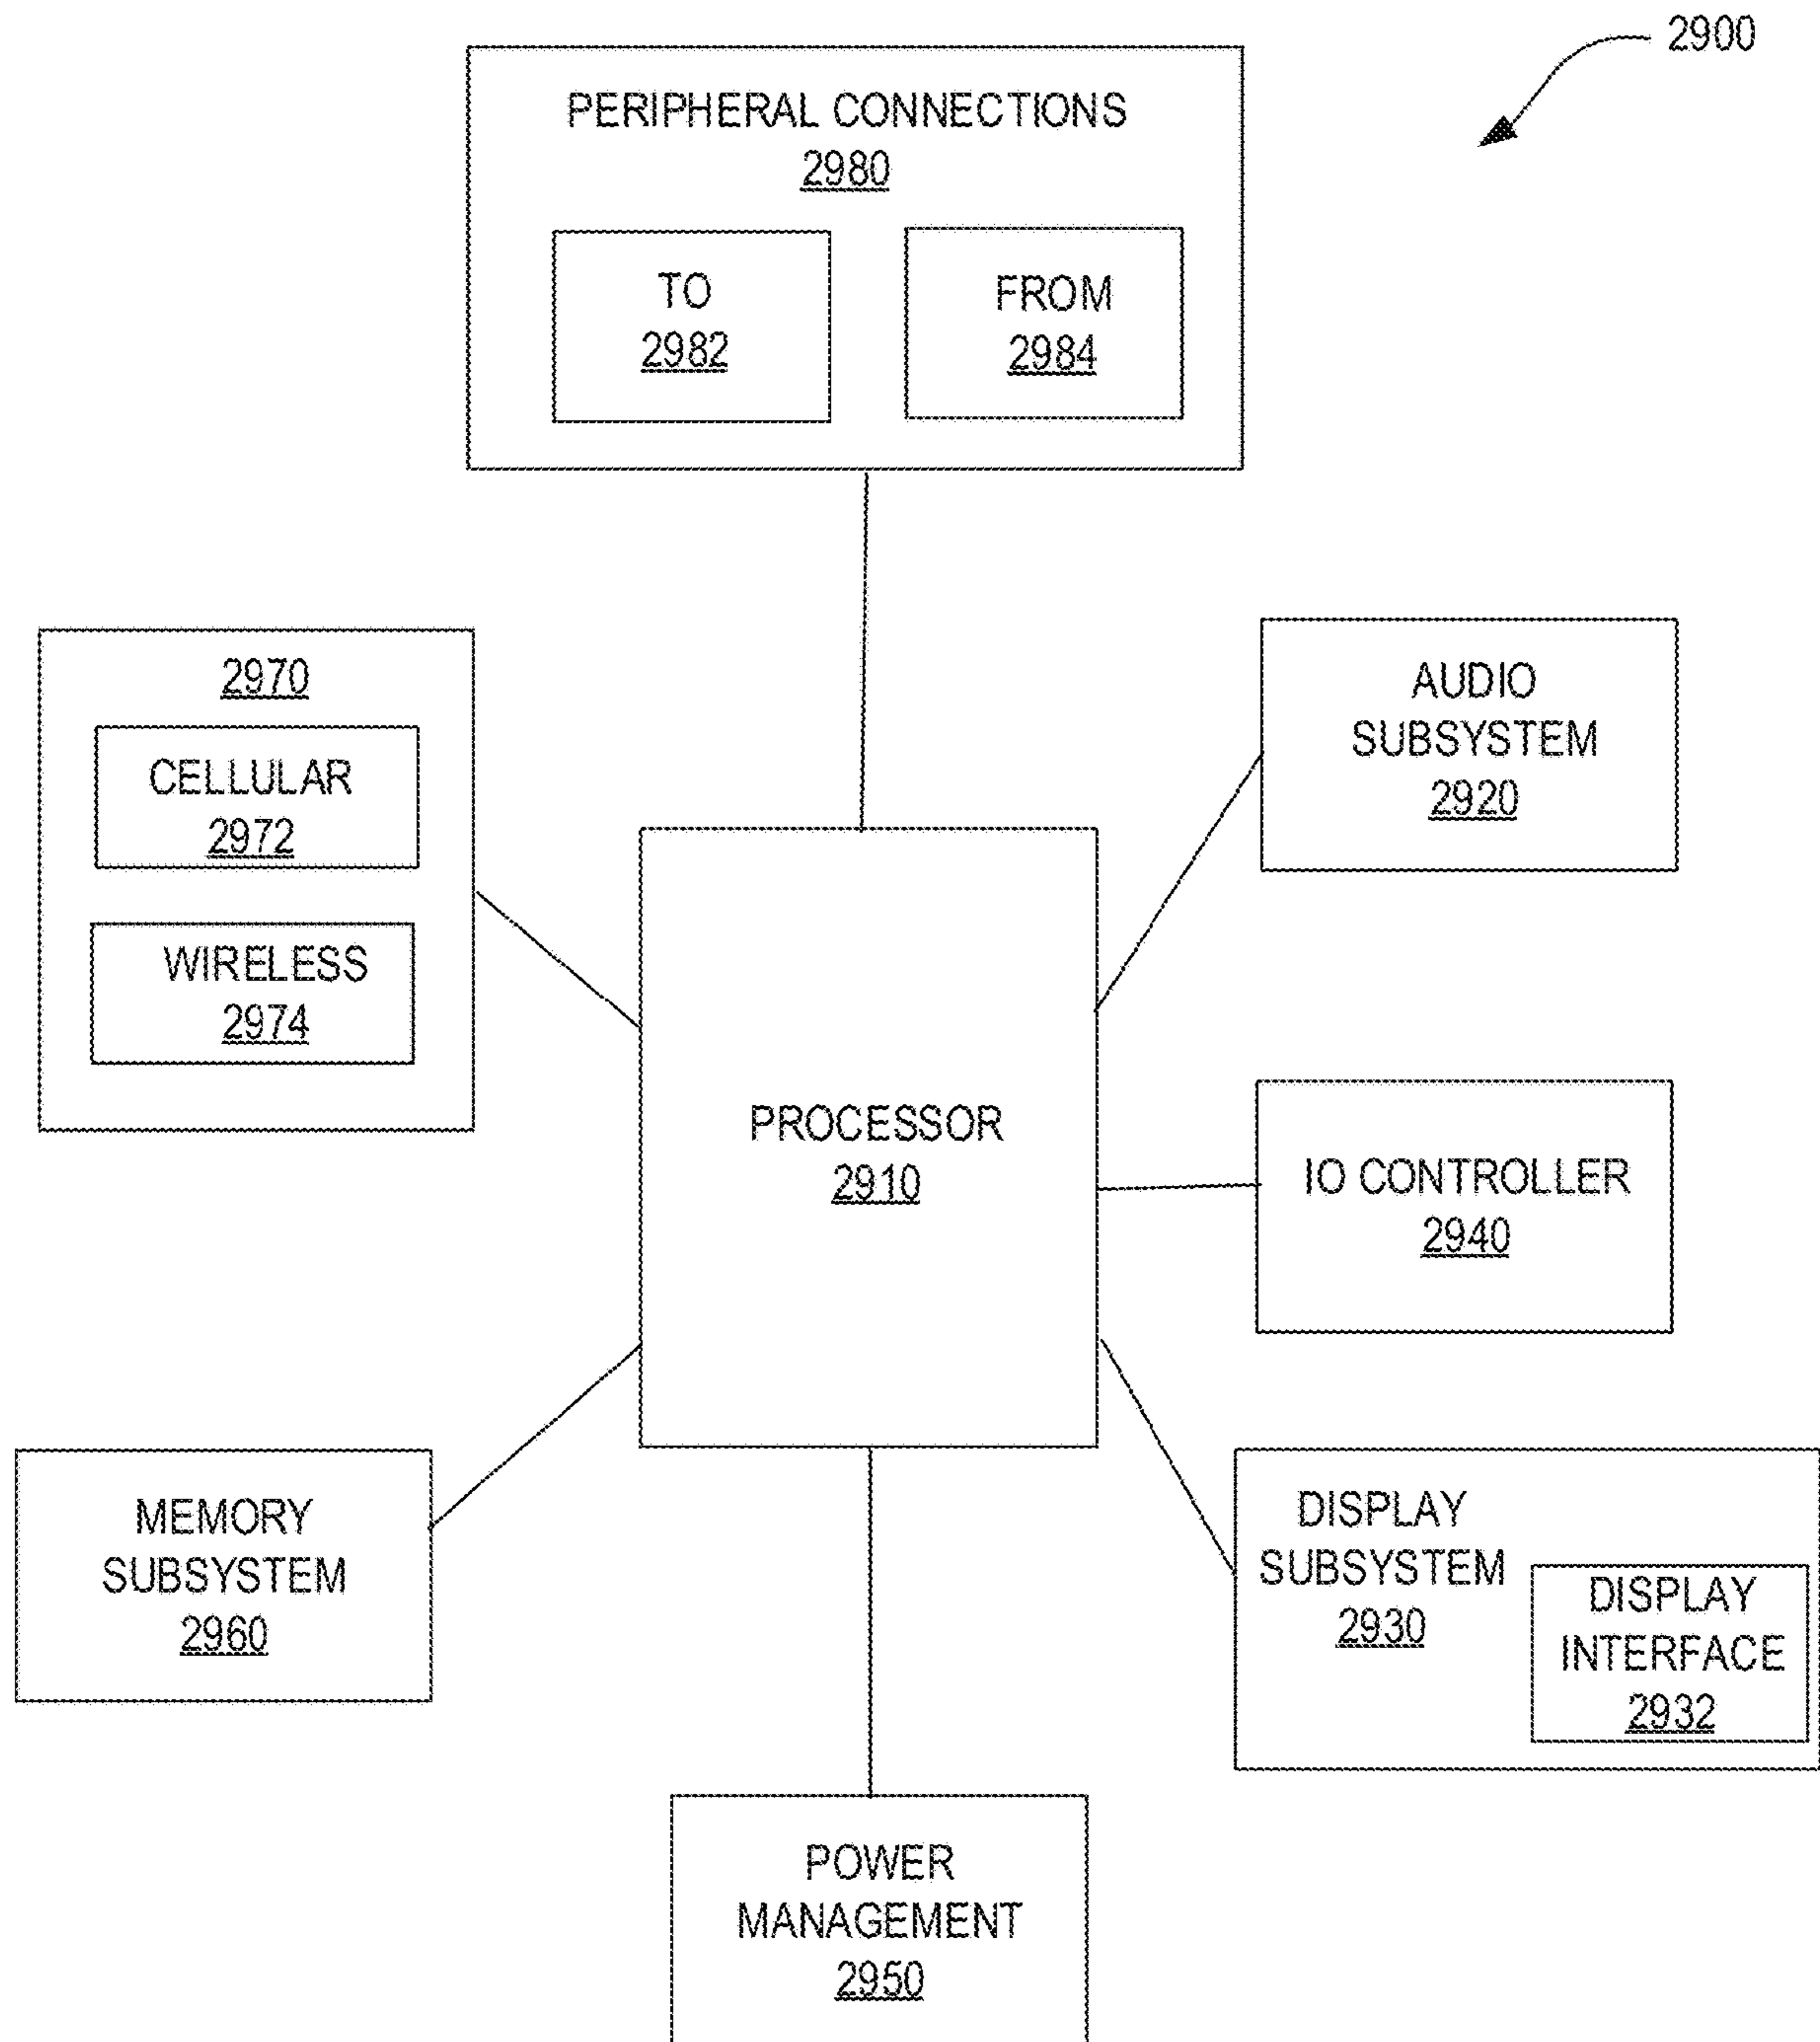 2900
PERIPHERAL CONNECTIONS
2980
TO
2982
FROM
2984
2970
CELLULAR
2972
WIRELESS
2974
AUDIO
SUBSYSTEM
2920
PROCESSOR
2910
IO CONTROLLER
2940
MEMORY
SUBSYSTEM
2960
DISPLAY
SUBSYSTEM
2930
DISPLAY
INTERFACE
2932
POWER
MANAGEMENT
2950